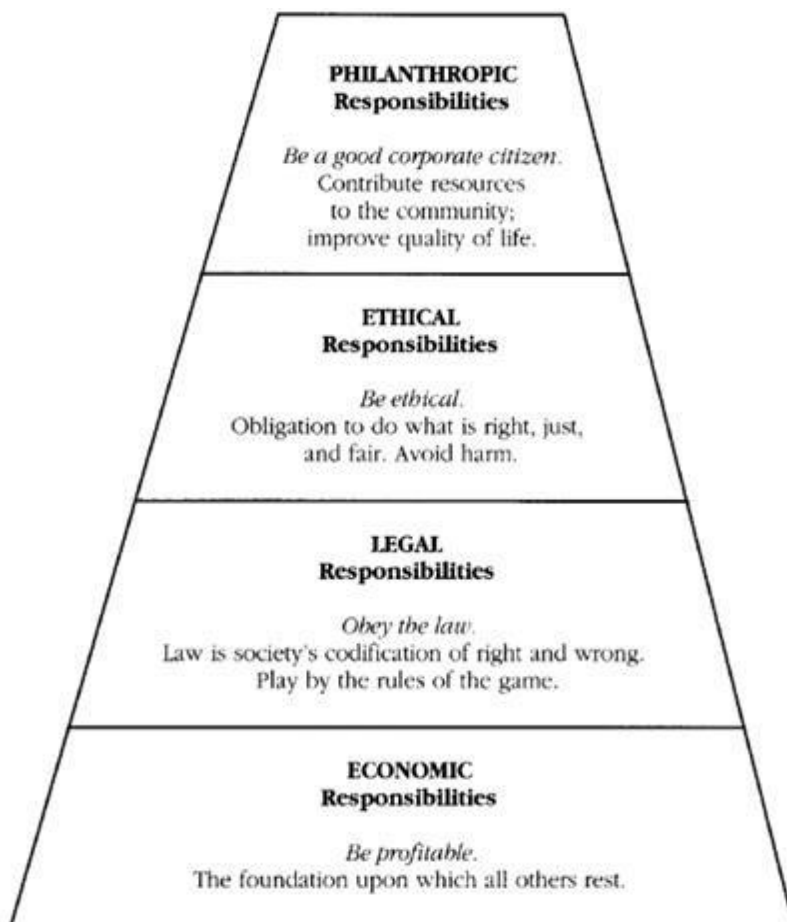 PHILANTHROPIC
Responsibilities
Be a good corporate citizen.
Contribute resources
to the community;
improve quality of life.
ETHICAL
Responsibilities
Be ethical.
Obligation to do what is right, just,
and fair. Avoid harm.
LEGAL
Responsibilities
Obey the law.
Law is society's codification of right and wrong.
Play by the rules of the game.
ECONOMIC
Responsibilities
Be profitable.
The foundation upon which all others rest.